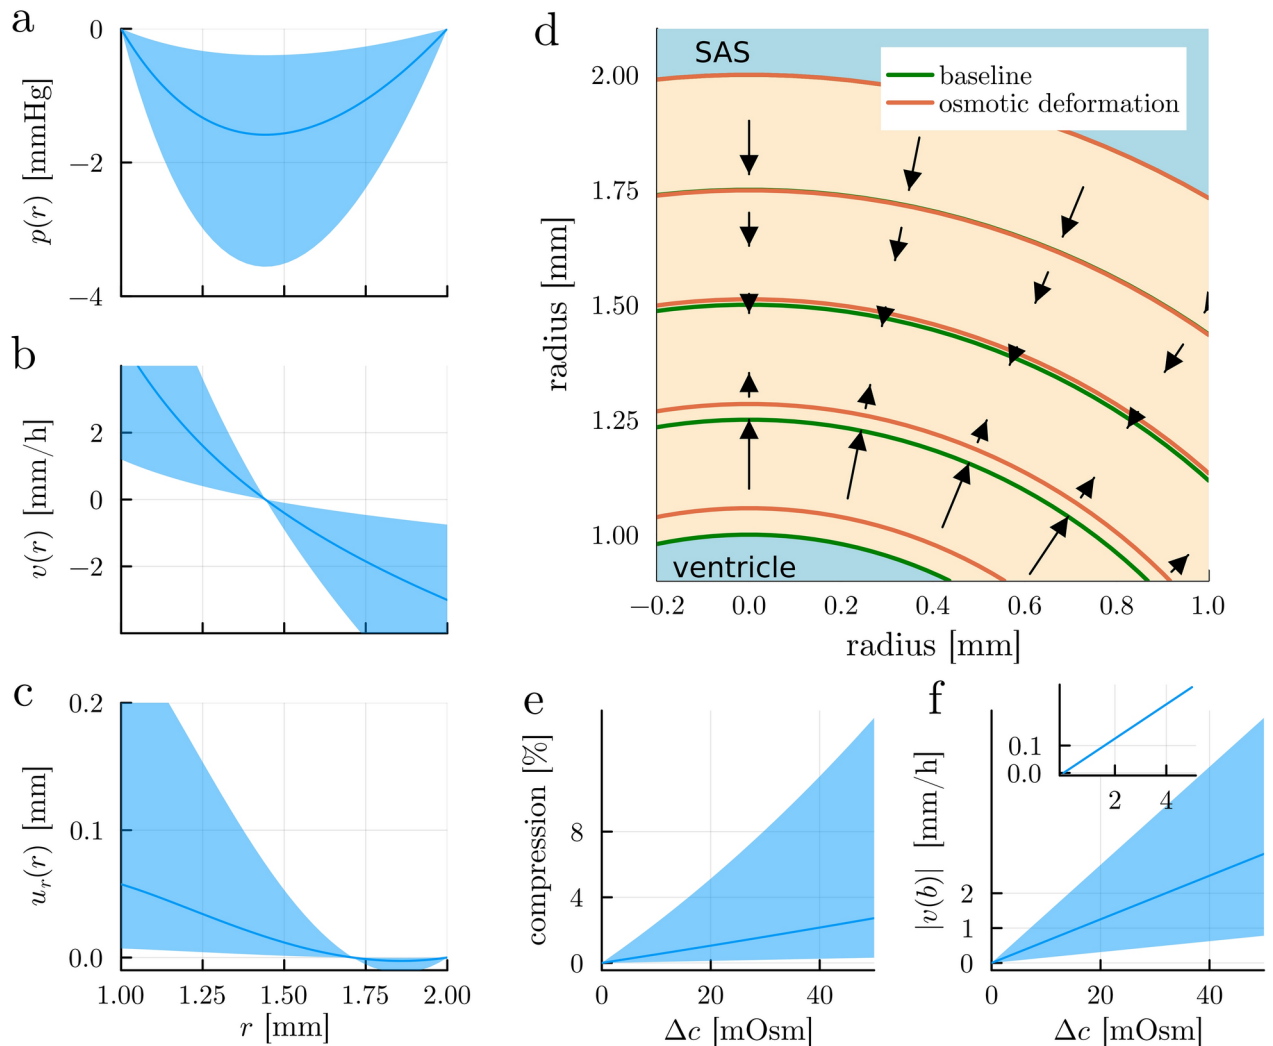 a
0
−2
−4
p(r) [mmHg]
b
2
0
−2
v(r) [mm/h]
c
0.2
0.1
0.0
u_r(r) [mm]
1.00 1.25 1.50 1.75 2.00
r [mm]
d
SAS
baseline
osmotic deformation
2.00
1.75
1.50
1.25
1.00
radius [mm]
ventricle
−0.2 0.0 0.2 0.4 0.6 0.8 1.0
radius [mm]
e
8
4
0
compression [%]
0 20 40
Δc [mOsm]
f
0.1
0.0
2 4
2
1
0
|v(b)| [mm/h]
0 20 40
Δc [mOsm]